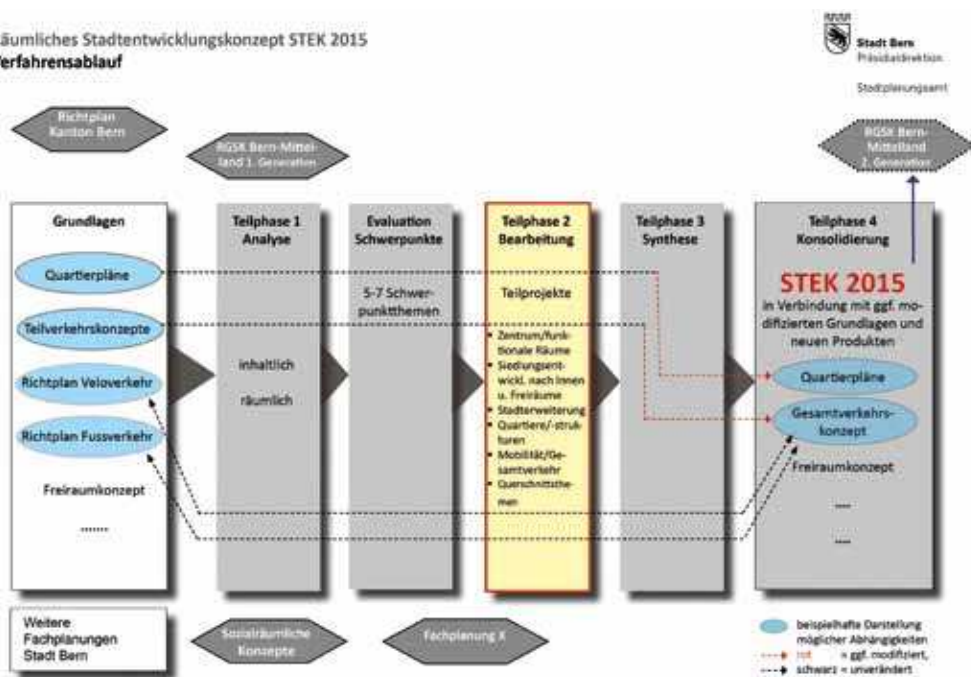 äumliches Stadtentwicklungskonzept STEK 2015
erfahrensablauf
Stadt Bern
Präsidialdirektion
Stadtplanungsamt
Richtplan
Kanton Bern
RGSK Bern-Mittel-
land 1. Generation
RGSK Bern-
Mittelland
2. Generation
Grundlagen
Quartierpläne
Teilverkehrskonzepte
Richtplan Veloverkehr
Richtplan Fussverkehr
Freiraumkonzept
.......
Teilphase 1
Analyse
inhaltlich
räumlich
Evaluation
Schwerpunkte
5-7 Schwer-
punktthemen
Teilphase 2
Bearbeitung
Teilprojekte
▪ Zentrum/funk-
tionale Räume
▪ Siedlungsent-
wickl. nach Innen
u. Freiräume
▪ Stadterweiterung
▪ Quartiere/-struk-
turen
▪ Mobilität/Ge-
samtverkehr
▪ Querschnittsthe-
men
Teilphase 3
Synthese
Teilphase 4
Konsolidierung
STEK 2015
in Verbindung mit ggf. mo-
difizierten Grundlagen und
neuen Produkten
Quartierpläne
Gesamtverkehrs-
konzept
Freiraumkonzept
....
....
Weitere
Fachplanungen
Stadt Bern
Sozialräumliche
Konzepte
Fachplanung X
beispielhafte Darstellung
möglicher Abhängigkeiten
rot = ggf. modifiziert,
schwarz = unverändert